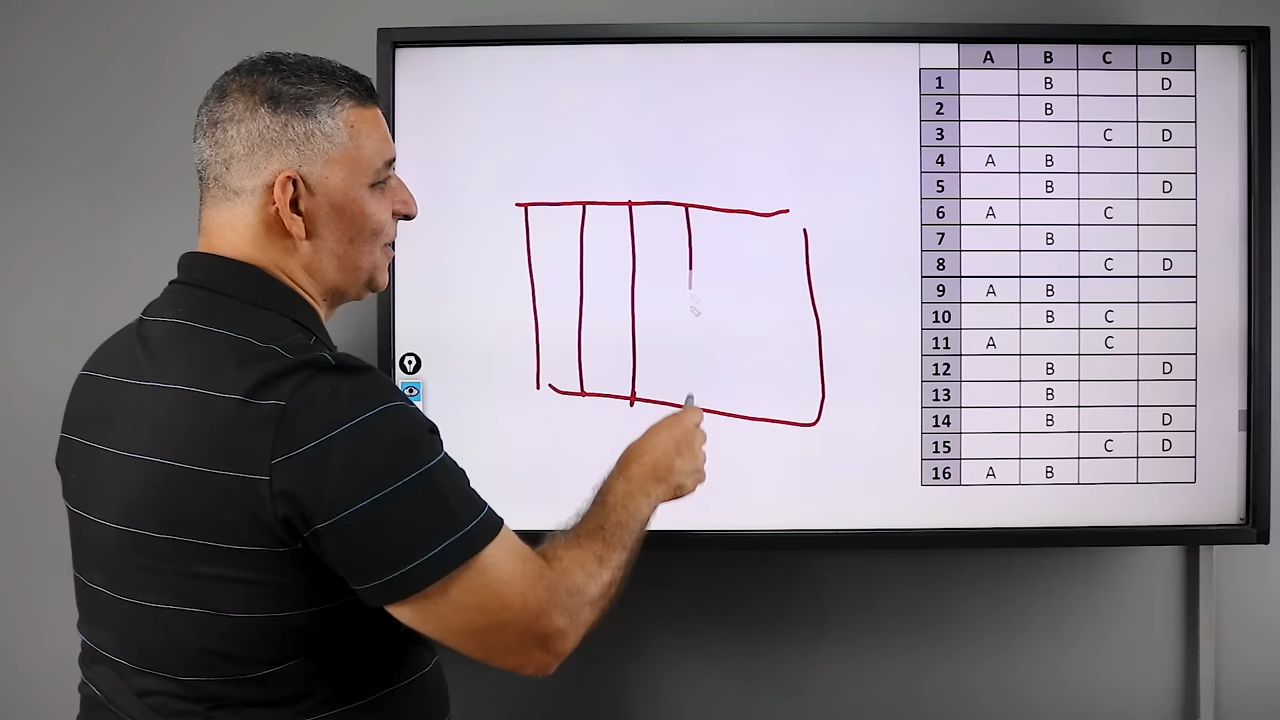 A B C D
1 B D
2 B
3 C D
4 A B
5 B D
6 A C
7 B
8 C D
9 A B
10 B C
11 A C
12 B D
13 B
14 B D
15 C D
16 A B